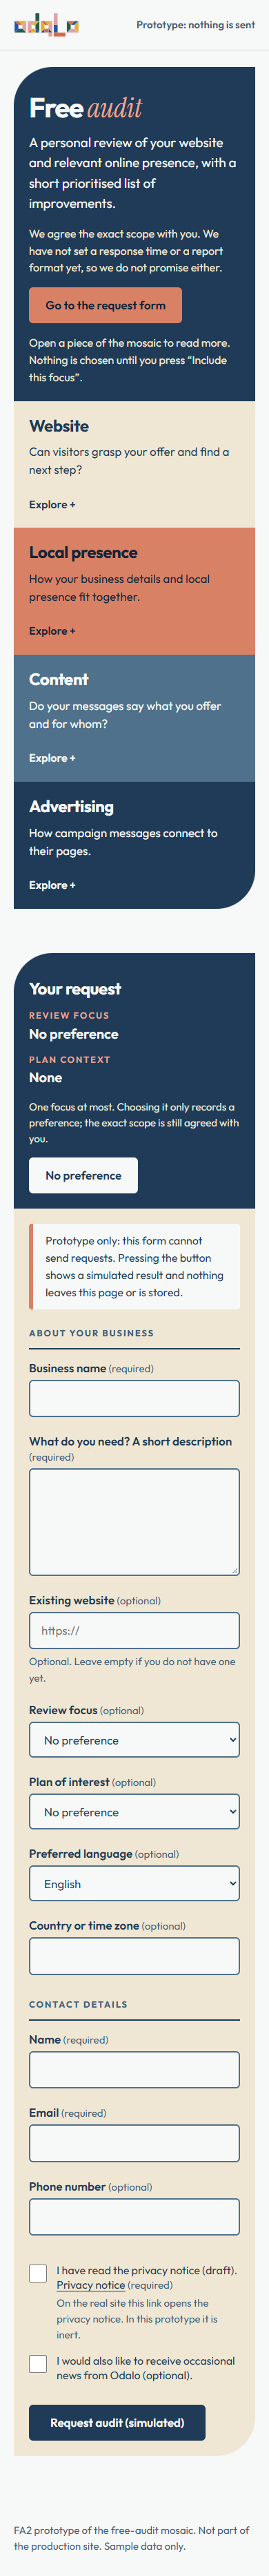 odalo
Prototype: nothing is sent
Free audit
A personal review of your website
and relevant online presence, with a
short prioritised list of
improvements.
We agree the exact scope with you. We
have not set a response time or a report
format yet, so we do not promise either.
Go to the request form
Open a piece of the mosaic to read more.
Nothing is chosen until you press “Include
this focus”.
Website
Can visitors grasp your offer and find a
next step?
Explore +
Local presence
How your business details and local
presence fit together.
Explore +
Content
Do your messages say what you offer
and for whom?
Explore +
Advertising
How campaign messages connect to
their pages.
Explore +
Your request
REVIEW FOCUS
No preference
PLAN CONTEXT
None
One focus at most. Choosing it only records a
preference; the exact scope is still agreed with
you.
No preference
Prototype only: this form cannot
send requests. Pressing the button
shows a simulated result and nothing
leaves this page or is stored.
ABOUT YOUR BUSINESS
Business name (required)
What do you need? A short description
(required)
Existing website (optional)
https://
Optional. Leave empty if you do not have one
yet.
Review focus (optional)
No preference
Plan of interest (optional)
No preference
Preferred language (optional)
English
Country or time zone (optional)
CONTACT DETAILS
Name (required)
Email (required)
Phone number (optional)
I have read the privacy notice (draft).
Privacy notice (required)
On the real site this link opens the
privacy notice. In this prototype it is
inert.
I would also like to receive occasional
news from Odalo (optional).
Request audit (simulated)
FA2 prototype of the free-audit mosaic. Not part of
the production site. Sample data only.